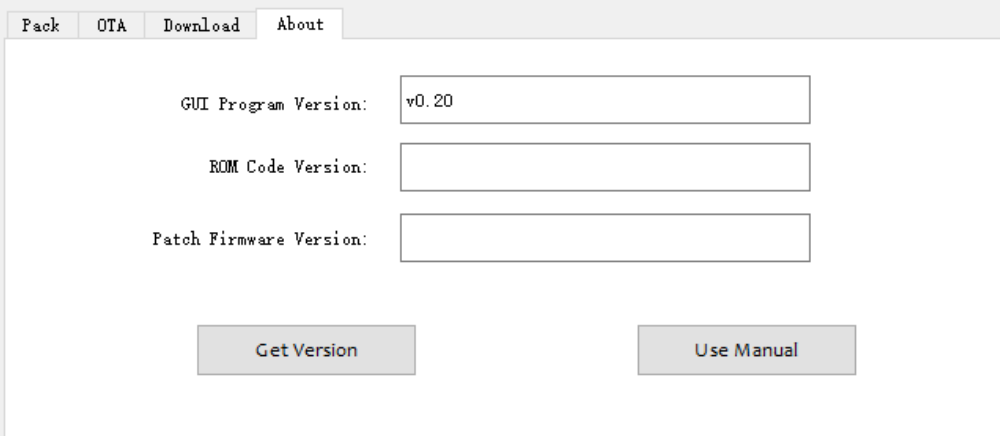 Pack OTA Download About
GUI Program Version: v0.20
ROM Code Version:
Patch Firmware Version:
Get Version Use Manual